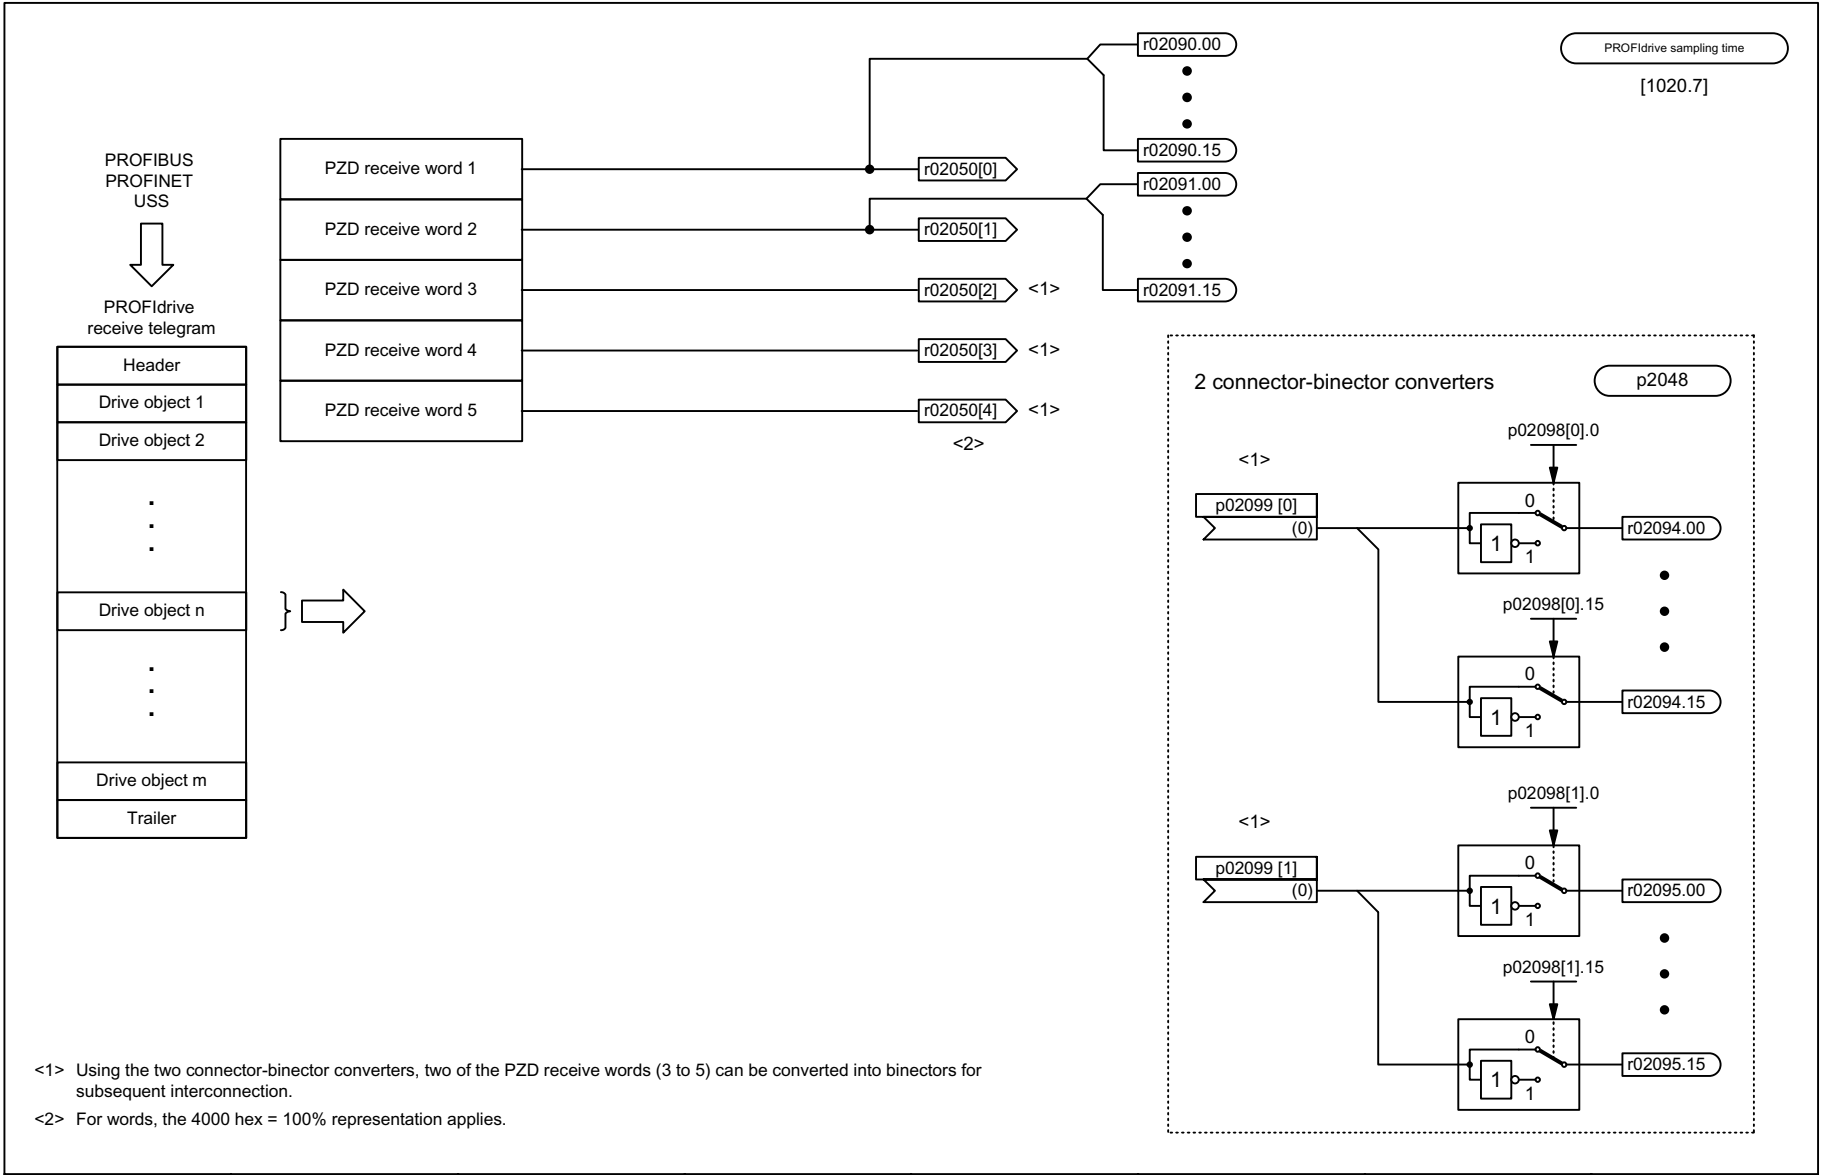 PROFIdrive sampling time
[1020.7]
PROFIBUS
PROFINET
USS
PROFIdrive
receive telegram
Header
Drive object 1
Drive object 2
Drive object n
Drive object m
Trailer
PZD receive word 1
PZD receive word 2
PZD receive word 3
PZD receive word 4
PZD receive word 5
r02050[0]
r02050[1]
r02050[2] <1>
r02050[3] <1>
r02050[4] <1>
<2>
r02090.00
r02090.15
r02091.00
r02091.15
2 connector-binector converters
p2048
<1>
p02099 [0]
(0)
p02098[0].0
0
1
1
r02094.00
p02098[0].15
0
1
1
r02094.15
<1>
p02099 [1]
(0)
p02098[1].0
0
1
1
r02095.00
p02098[1].15
0
1
1
r02095.15
<1> Using the two connector-binector converters, two of the PZD receive words (3 to 5) can be converted into binectors for
subsequent interconnection.
<2> For words, the 4000 hex = 100% representation applies.